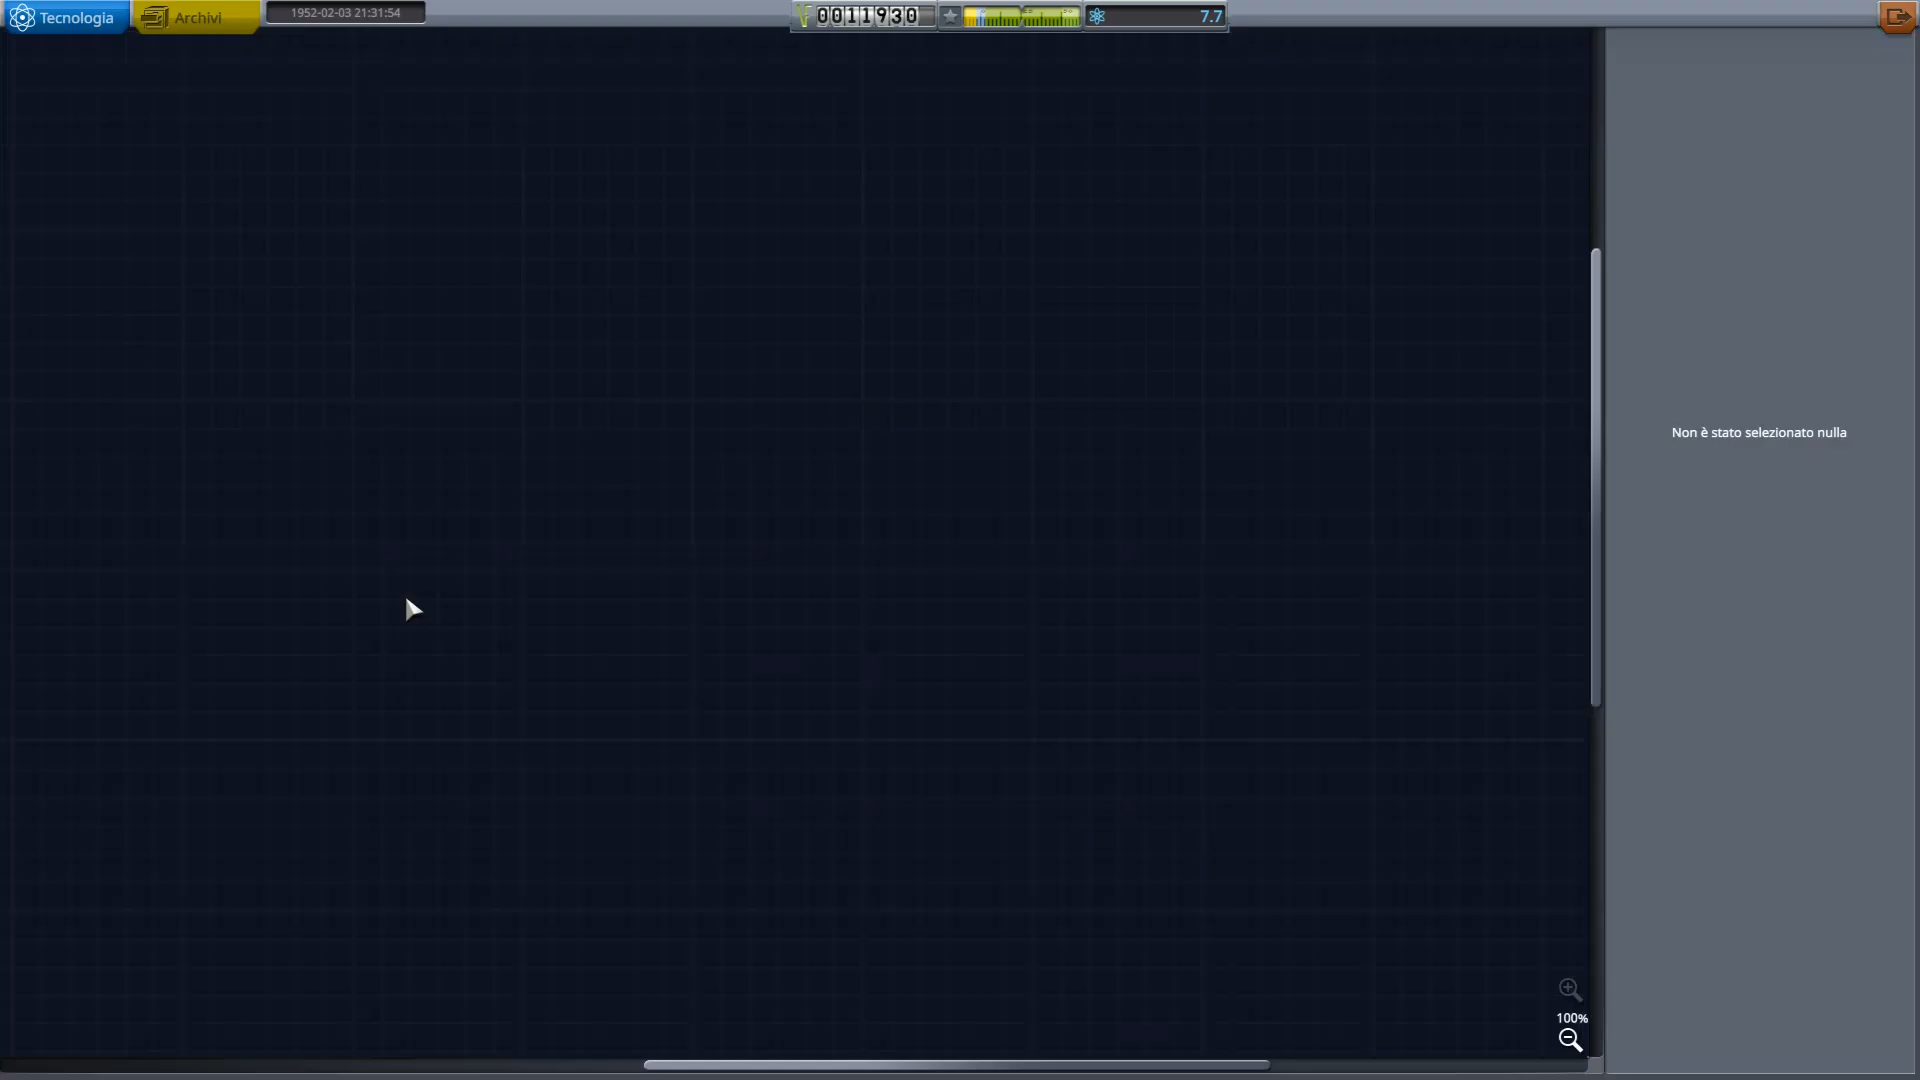 Tecnologia
Archivi
1952-02-03 21:31:54
0011930
7.7
Non è stato selezionato nulla
100%